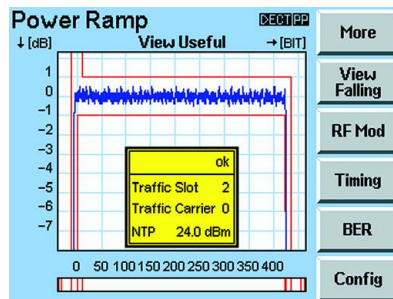 Power Ramp
DECT PP
↓ [dB]
View Useful
→ [BIT]
1
0
-1
-2
-3
-4
-5
-6
-7
ok
Traffic Slot 2
Traffic Carrier 0
NTP 24.0 dBm
0 50 100 150 200 250 300 350 400
More
View
Falling
RF Mod
Timing
BER
Config